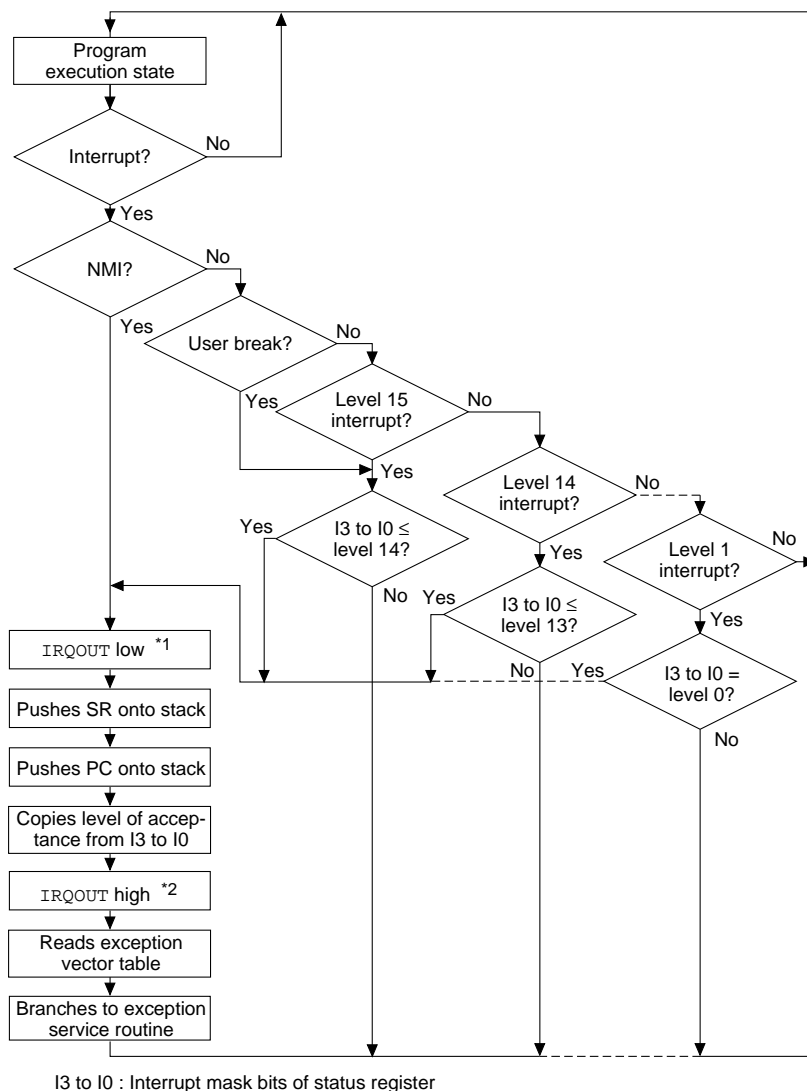 Program
execution state
Interrupt?
No
Yes
NMI?
No
Yes
User break?
No
Yes
Level 15
interrupt?
No
Yes
Level 14
interrupt?
No
Yes
Level 1
interrupt?
No
Yes
I3 to I0 ≤
level 14?
Yes
No
I3 to I0 ≤
level 13?
Yes
No
I3 to I0 =
level 0?
Yes
No
IRQOUT low *1
Pushes SR onto stack
Pushes PC onto stack
Copies level of accep-
tance from I3 to I0
IRQOUT high *2
Reads exception
vector table
Branches to exception
service routine
I3 to I0 : Interrupt mask bits of status register